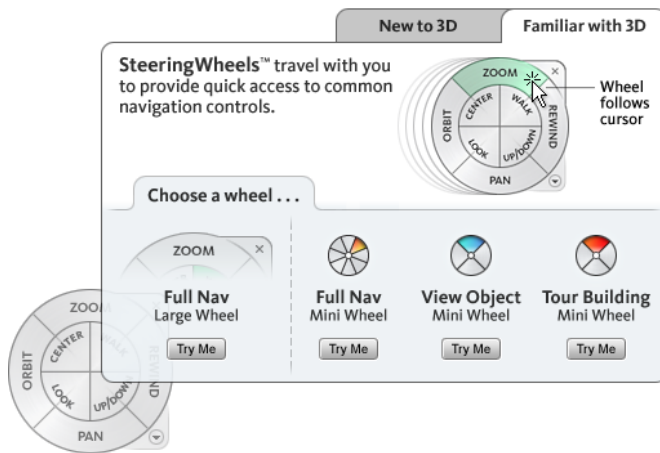 New to 3D
Familiar with 3D
SteeringWheels™ travel with you
to provide quick access to common
navigation controls.
ZOOM
CENTER
WALK
ORBIT
REWIND
LOOK
UP/DOWN
PAN
Wheel
follows
cursor
Choose a wheel . . .
ZOOM
Full Nav
Large Wheel
Try Me
Full Nav
Mini Wheel
Try Me
View Object
Mini Wheel
Try Me
Tour Building
Mini Wheel
Try Me
ZOOM
CENTER
WALK
ORBIT
REWIND
LOOK
UP/DOWN
PAN